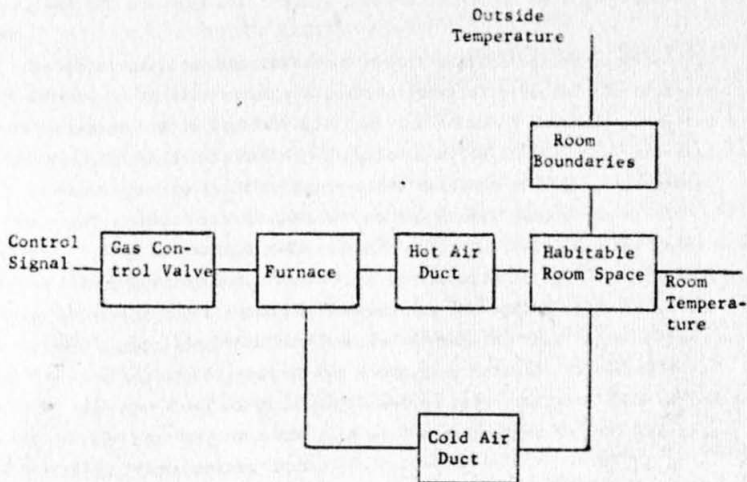 Outside
Temperature
Room
Boundaries
Control
Signal
Gas Con-
trol Valve
Furnace
Hot Air
Duct
Habitable
Room Space
Room
Tempera-
ture
Cold Air
Duct